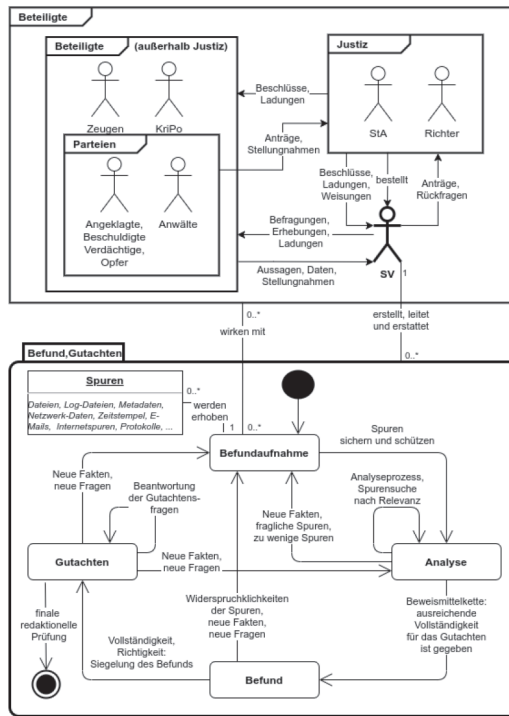 Beteiligte
Beteiligte (außerhalb Justiz)
Zeugen
KriPo
Parteien
Angeklagte,
Beschuldigte
Verdächtige,
Opfer
Anwälte
Justiz
StA
Richter
Beschlüsse,
Ladungen
Anträge,
Stellungnahmen
Beschlüsse,
Ladungen,
Weisungen
bestellt
Anträge,
Rückfragen
Befragungen,
Erhebungen,
Ladungen
SV
1
Aussagen, Daten,
Stellungnahmen
0..*
wirken mit
erstellt, leitet
und erstattet
0..*
Befund,Gutachten
Spuren
Dateien, Log-Dateien, Metadaten,
Netzwerk-Daten, Zeitstempel, E-
Mails, Internetspuren, Protokolle, ...
0..*
werden
erhoben
1
0..*
Befundaufnahme
Spuren
sichern und schützen
Neue Fakten,
neue Fragen
Beantwortung
der Gutachtens-
fragen
Neue Fakten,
fragliche Spuren,
zu wenige Spuren
Analyseprozess,
Spurensuche
nach Relevanz
Gutachten
Neue Fakten,
neue Fragen
Analyse
finale
redaktionelle
Prüfung
Widerspruchklichkeiten
der Spuren,
neue Fakten,
neue Fragen
Beweismittelkette:
ausreichende
Vollständigkeit
für das Gutachten
ist gegeben
Vollständigkeit,
Richtigkeit:
Siegelung des Befunds
Befund